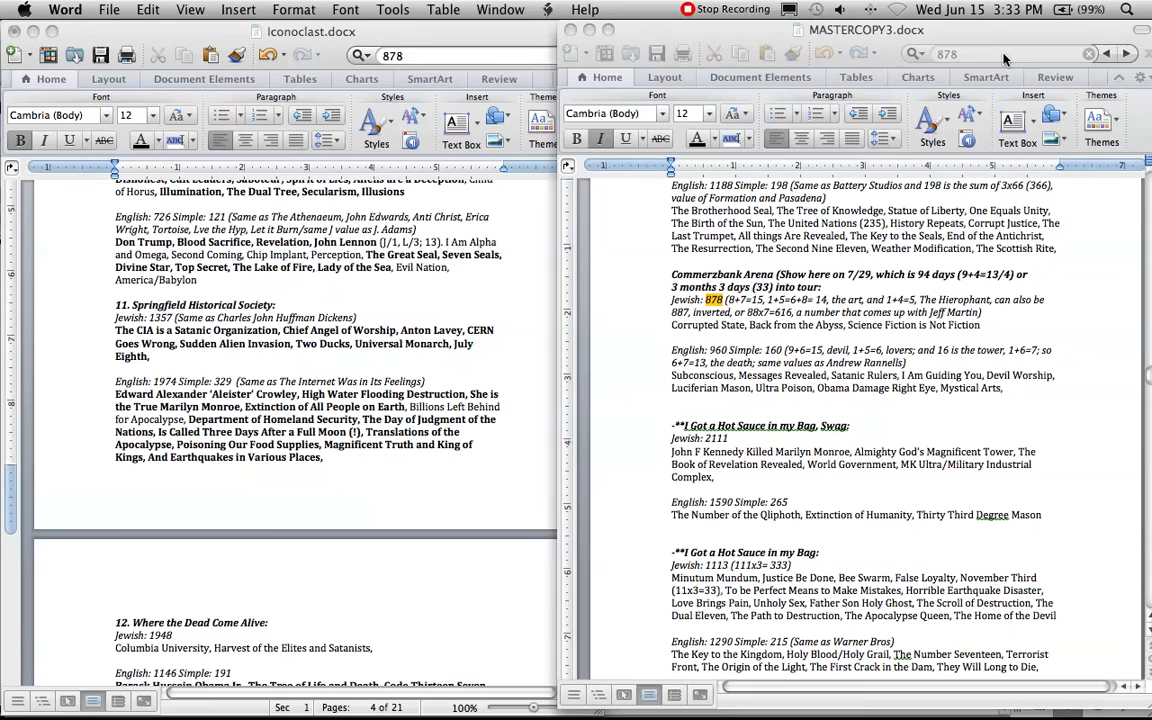 Word File Edit View Insert Format Font Tools Table Window Help Stop Recording Wed Jun 15 3:33 PM (99%)
Iconoclast.docx
878
Home Layout Document Elements Tables Charts SmartArt Review
Font Paragraph Styles Insert Themes
Cambria (Body) 12 Aa
B I U ABC A ABC Styles Text Box Themes
of Horus, Illumination, The Dual Tree, Secularism, Illusions
English: 726 Simple: 121 (Same as The Athenaeum, John Edwards, Anti Christ, Erica
Wright, Tortoise, Lve the Hyp, Let it Burn/same J value as J. Adams)
Don Trump, Blood Sacrifice, Revelation, John Lennon (J/1, L/3; 13). I Am Alpha
and Omega, Second Coming, Chip Implant, Perception, The Great Seal, Seven Seals,
Divine Star, Top Secret, The Lake of Fire, Lady of the Sea, Evil Nation,
America/Babylon
11. Springfield Historical Society:
Jewish: 1357 (Same as Charles John Huffman Dickens)
The CIA is a Satanic Organization, Chief Angel of Worship, Anton Lavey, CERN
Goes Wrong, Sudden Alien Invasion, Two Ducks, Universal Monarch, July
Eighth,
English: 1974 Simple: 329 (Same as The Internet Was in Its Feelings)
Edward Alexander ‘Aleister’ Crowley, High Water Flooding Destruction, She is
the True Marilyn Monroe, Extinction of All People on Earth, Billions Left Behind
for Apocalypse, Department of Homeland Security, The Day of Judgment of the
Nations, Is Called Three Days After a Full Moon (!), Translations of the
Apocalypse, Poisoning Our Food Supplies, Magnificent Truth and King of
Kings, And Earthquakes in Various Places,
12. Where the Dead Come Alive:
Jewish: 1948
Columbia University, Harvest of the Elites and Satanists,
English: 1146 Simple: 191
Barack Hussein Obama Jr., The Tree of Life and Death, Code Thirteen Seven
Sec 1 Pages: 4 of 21 100%
MASTERCOPY3.docx
878
Home Layout Document Elements Tables Charts SmartArt Review
Font Paragraph Styles Insert Themes
Cambria (Body) 12 Aa
B I U ABC A ABC Styles Text Box Themes
English: 1188 Simple: 198 (Same as Battery Studios and 198 is the sum of 3x66 (366),
value of Formation and Pasadena)
The Brotherhood Seal, The Tree of Knowledge, Statue of Liberty, One Equals Unity,
The Birth of the Sun, The United Nations (235), History Repeats, Corrupt Justice, The
Last Trumpet, All things are Revealed, The Key to the Seals, End of the Antichrist,
The Resurrection, The Second Nine Eleven, Weather Modification, The Scottish Rite,
Commerzbank Arena (Show here on 7/29, which is 94 days (9+4=13/4) or
3 months 3 days (33) into tour:
Jewish: 878 (8+7=15, 1+5=6+8= 14, the art, and 1+4=5, The Hierophant, can also be
887, inverted, or 88x7=616, a number that comes up with Jeff Martin)
Corrupted State, Back from the Abyss, Science Fiction is Not Fiction
English: 960 Simple: 160 (9+6=15, devil, 1+5=6, lovers; and 16 is the tower, 1+6=7; so
6+7=13, the death; same values as Andrew Rannells)
Subconscious, Messages Revealed, Satanic Rulers, I Am Guiding You, Devil Worship,
Luciferian Mason, Ultra Poison, Obama Damage Right Eye, Mystical Arts,
-**I Got a Hot Sauce in my Bag, Swag:
Jewish: 2111
John F Kennedy Killed Marilyn Monroe, Almighty God’s Magnificent Tower, The
Book of Revelation Revealed, World Government, MK Ultra/Military Industrial
Complex,
English: 1590 Simple: 265
The Number of the Qliphoth, Extinction of Humanity, Thirty Third Degree Mason
-**I Got a Hot Sauce in my Bag:
Jewish: 1113 (111x3= 333)
Minutum Mundum, Justice Be Done, Bee Swarm, False Loyalty, November Third
(11x3=33), To be Perfect Means to Make Mistakes, Horrible Earthquake Disaster,
Love Brings Pain, Unholy Sex, Father Son Holy Ghost, The Scroll of Destruction, The
Dual Eleven, The Path to Destruction, The Apocalypse Queen, The Home of the Devil
English: 1290 Simple: 215 (Same as Warner Bros)
The Key to the Kingdom, Holy Blood/Holy Grail, The Number Seventeen, Terrorist
Front, The Origin of the Light, The First Crack in the Dam, They Will Long to Die,